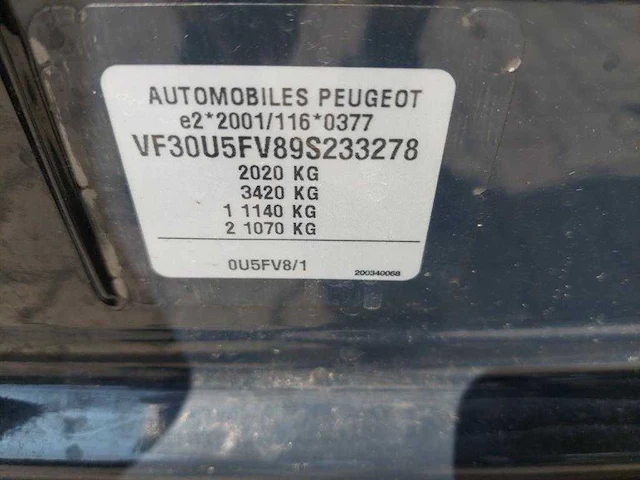 AUTOMOBILES PEUGEOT
e2*2001/116*0377
VF30U5FV89S233278
2020 KG
3420 KG
1 1140 KG
2 1070 KG
0U5FV8/1
200340068